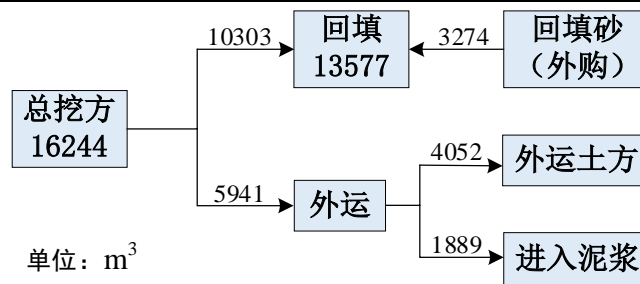 10303
回填
13577
3274
回填砂
（外购）
总挖方
16244
4052
外运土方
5941
外运
1889
进入泥浆
单位：m³